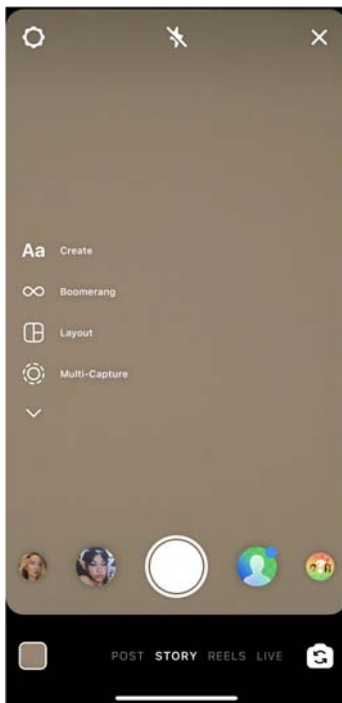 Aa Create
Boomerang
Layout
Multi-Capture
POST STORY REELS LIVE